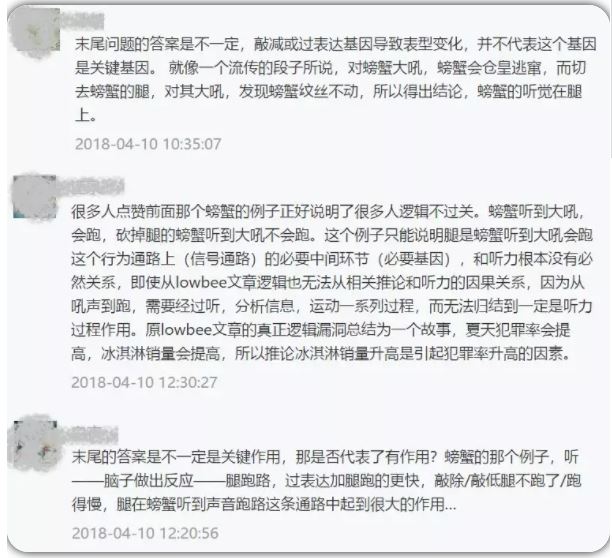 末尾问题的答案是不一定，敲减或过表达基因导致表型变化，并不代表这个基因
是关键基因。 就像一个流传的段子所说，对螃蟹大吼，螃蟹会仓皇逃窜，而切
去螃蟹的腿，对其大吼，发现螃蟹纹丝不动，所以得出结论，螃蟹的听觉在腿
上。
2018-04-10 10:35:07
很多人点赞前面那个螃蟹的例子正好说明了很多人逻辑不过关。螃蟹听到大吼，
会跑，砍掉腿的螃蟹听到大吼不会跑。这个例子只能说明腿是螃蟹听到大吼会跑
这个行为通路上（信号通路）的必要中间环节（必要基因），和听力根本没有必
然关系，即使从lowbee文章逻辑也无法从相关推论和听力的因果关系，因为从
吼声到跑，需要经过听，分析信息，运动一系列过程，而无法归结到一定是听力
过程作用。原lowbee文章的真正逻辑漏洞总结为一个故事，夏天犯罪率会提
高，冰淇淋销量会提高，所以推论冰淇淋销量升高是引起犯罪率升高的因素。
2018-04-10 12:30:27
末尾的答案是不一定是关键作用，那是否代表了有作用？螃蟹的那个例子，听
——脑子做出反应——腿跑路，过表达加腿跑的更快，敲除/敲低腿不跑了/跑
得慢，腿在螃蟹听到声音跑路这条通路中起到很大的作用...
2018-04-10 12:20:56